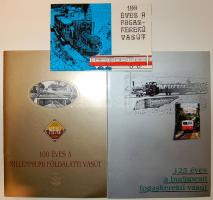 100
ÉVES A
FOGAS-
KEREKŰ
VASÚT
100 ÉVES A
MILLENNIUMI FÖLDALATTI VASÚT
125 éves
a budapesti
fogaskerekű vasút